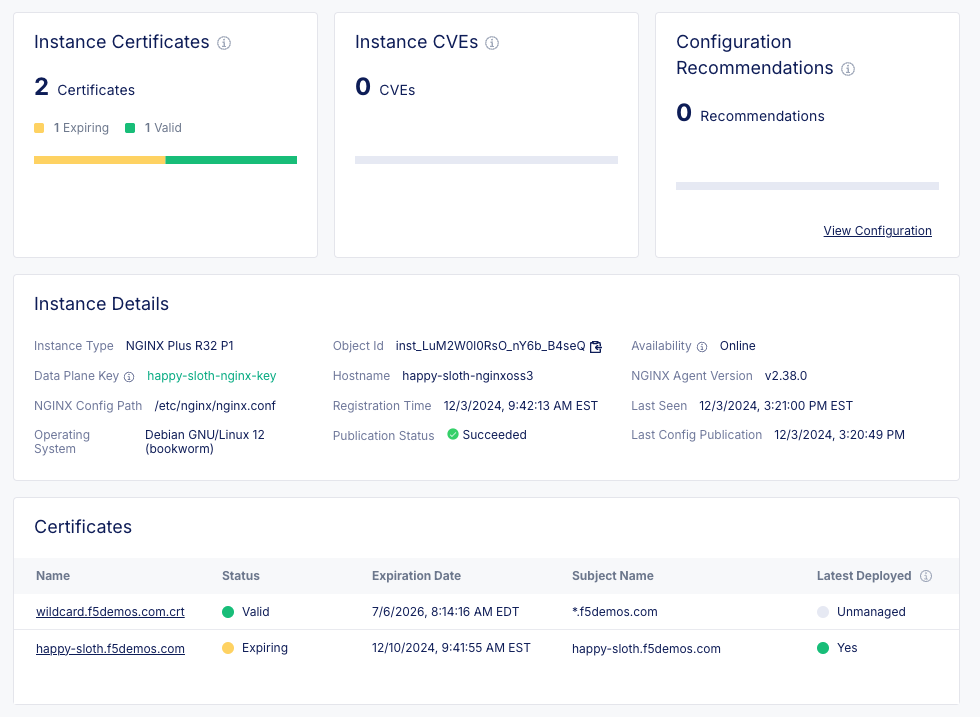 Instance Certificates
2 Certificates
1 Expiring 1 Valid
Instance CVEs
0 CVEs
Configuration
Recommendations
0 Recommendations
View Configuration
Instance Details
Instance Type NGINX Plus R32 P1
Object Id inst_LuM2W0I0RsO_nY6b_B4seQ
Availability Online
Data Plane Key happy-sloth-nginx-key
Hostname happy-sloth-nginxoss3
NGINX Agent Version v2.38.0
NGINX Config Path /etc/nginx/nginx.conf
Registration Time 12/3/2024, 9:42:13 AM EST
Last Seen 12/3/2024, 3:21:00 PM EST
Operating
System
Debian GNU/Linux 12
(bookworm)
Publication Status Succeeded
Last Config Publication 12/3/2024, 3:20:49 PM
Certificates
Name Status Expiration Date Subject Name Latest Deployed
wildcard.f5demos.com.crt Valid 7/6/2026, 8:14:16 AM EDT *.f5demos.com Unmanaged
happy-sloth.f5demos.com Expiring 12/10/2024, 9:41:55 AM EST happy-sloth.f5demos.com Yes